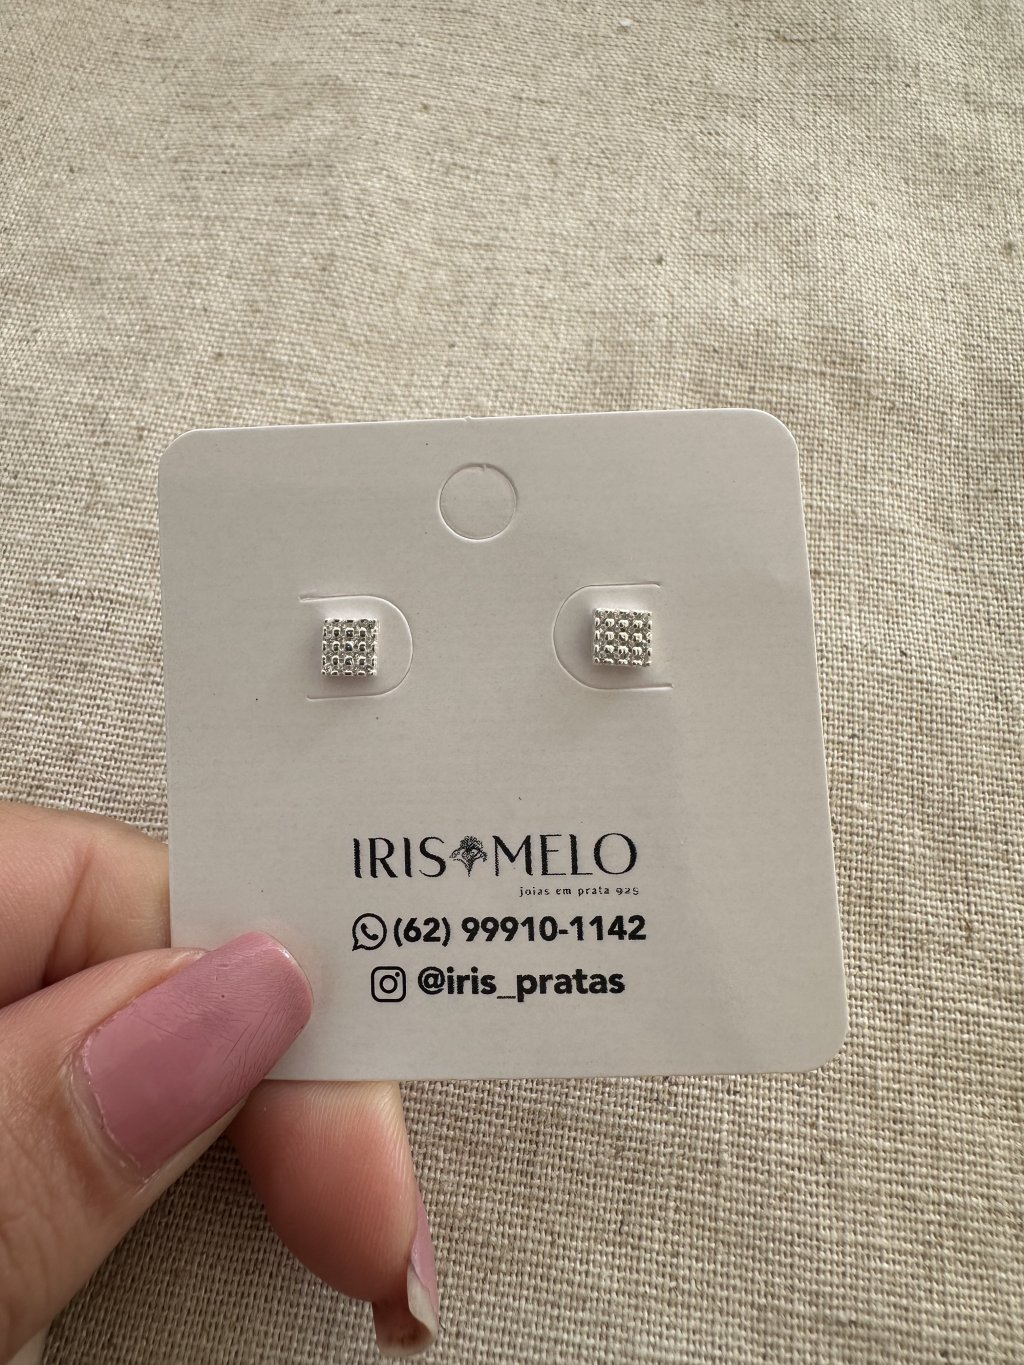 IRIS MELO
joias em prata 925
(62) 99910-1142
@iris_pratas